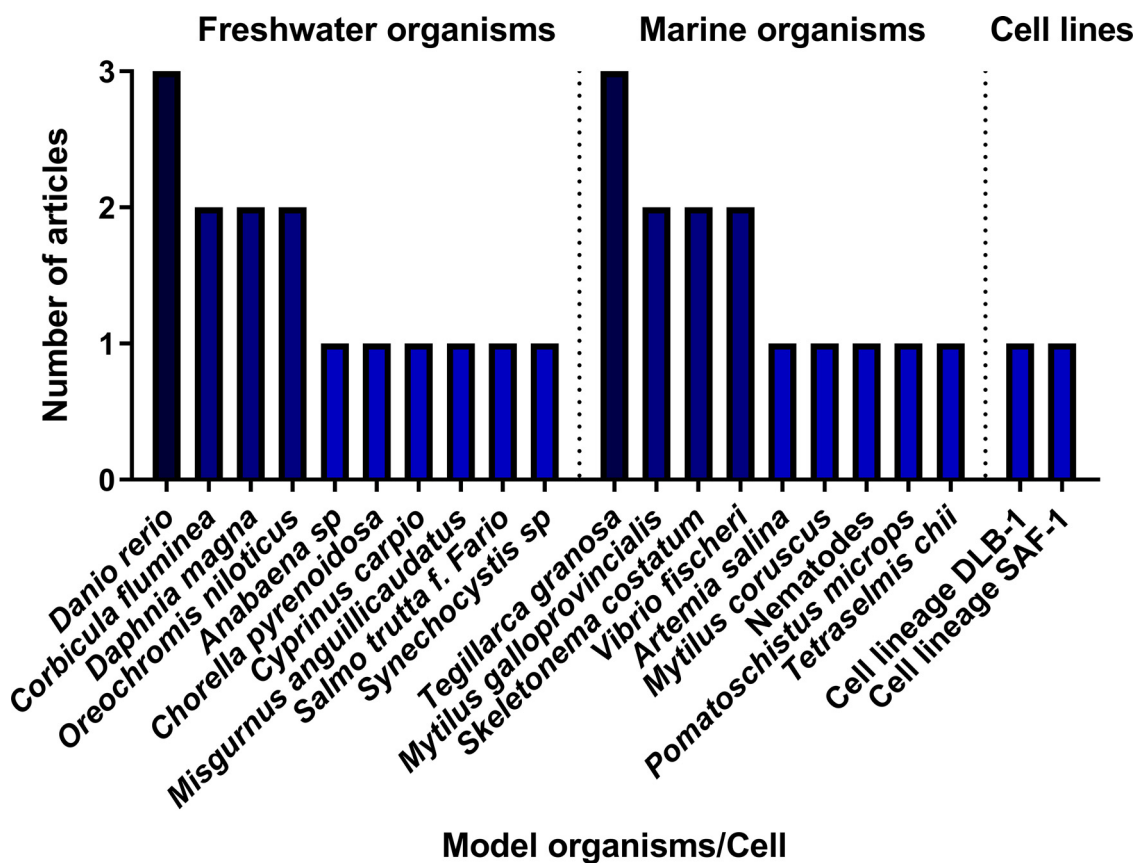 Freshwater organisms Marine organisms Cell lines
Number of articles
3
2
1
0
Danio rerio
Corbicula fluminea
Daphnia magna
Oreochromis niloticus
Anabaena sp
Chorella pyrenoidosa
Cyprinus carpio
Misgurnus anguillicaudatus
Salmo trutta f. Fario
Synechocystis sp
Tegillarca granosa
Mytilus galloprovincialis
Skeletonema costatum
Vibrio fischeri
Artemia salina
Mytilus coruscus
Nematodes
Pomatoschistus microps
Tetraselmis chii
Cell lineage DLB-1
Cell lineage SAF-1
Model organisms/Cell